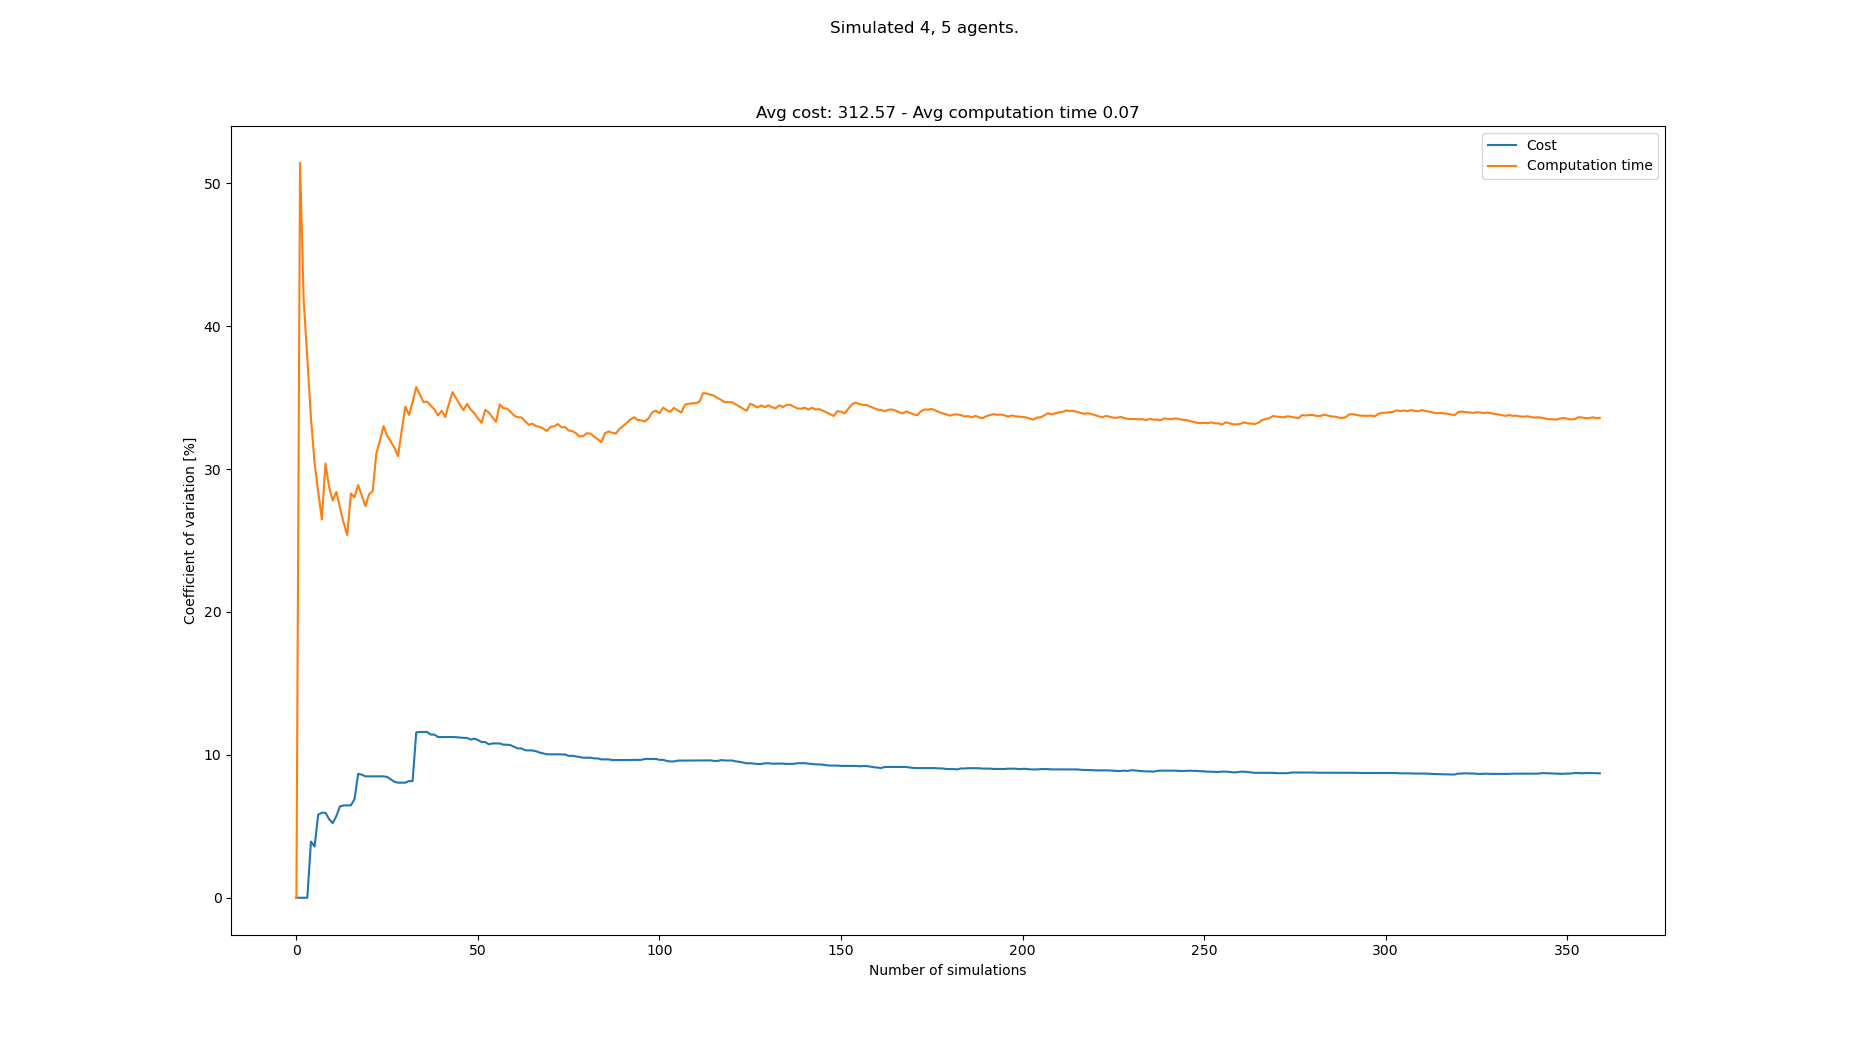 Simulated 4, 5 agents.
Avg cost: 312.57 - Avg computation time 0.07
Cost
Computation time
50
40
30
20
10
0
Coefficient of variation [%]
0 50 100 150 200 250 300 350
Number of simulations